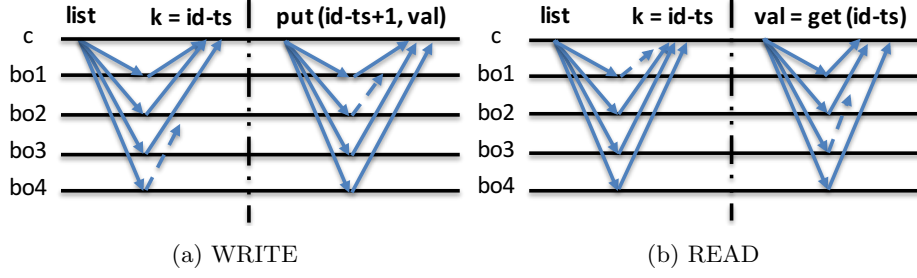 list k = id-ts put (id-ts+1, val)
c
bo1
bo2
bo3
bo4
(a) WRITE
list k = id-ts val = get (id-ts)
c
bo1
bo2
bo3
bo4
(b) READ